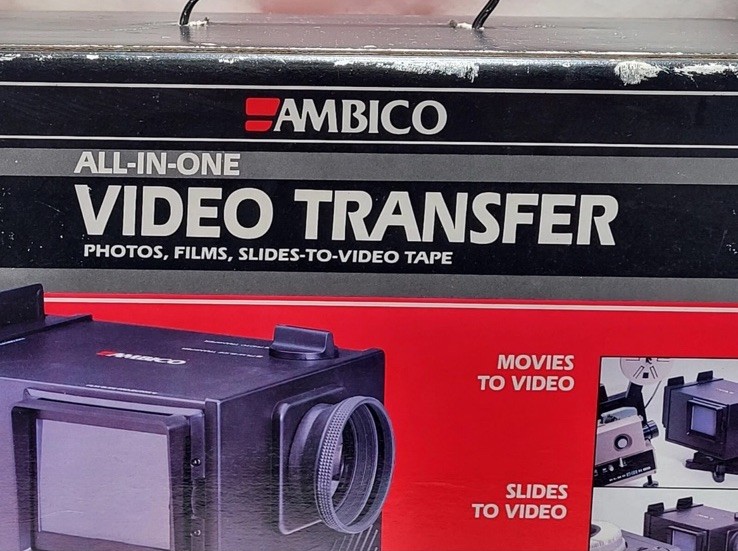 AMBICO
ALL-IN-ONE
VIDEO TRANSFER
PHOTOS, FILMS, SLIDES-TO-VIDEO TAPE
AMBICO
MOVIES
TO VIDEO
SLIDES
TO VIDEO